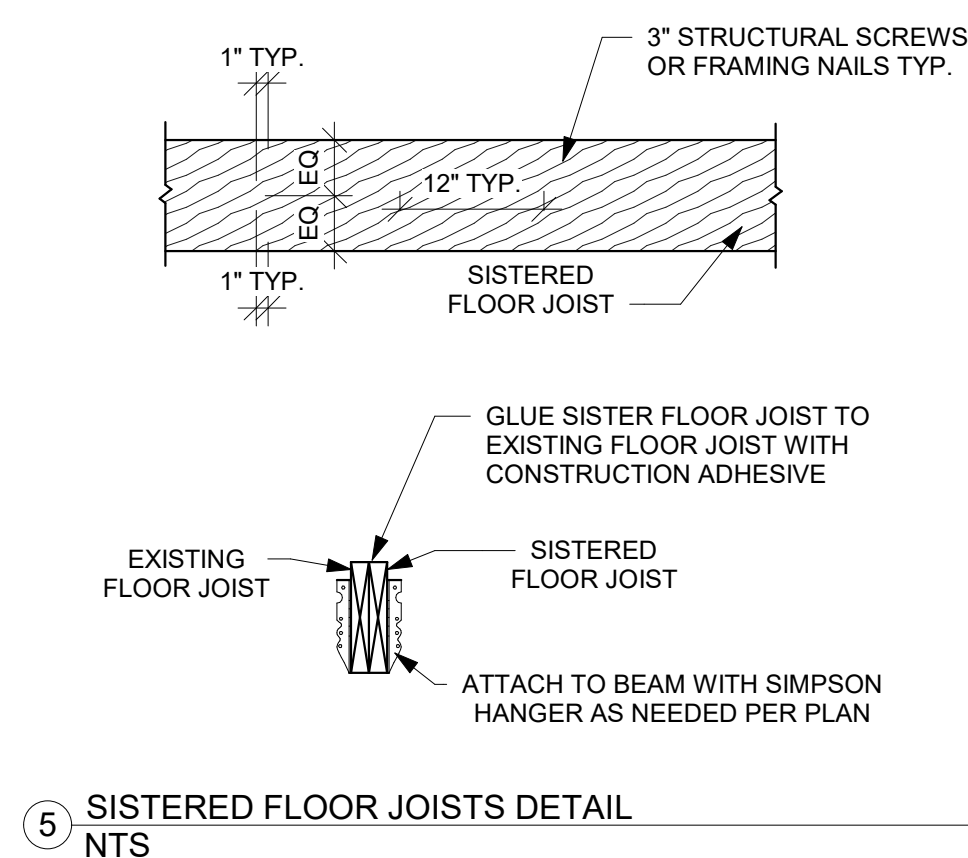 1" TYP.
3" STRUCTURAL SCREWS
OR FRAMING NAILS TYP.
EQ
EQ
12" TYP.
1" TYP.
SISTERED
FLOOR JOIST
GLUE SISTER FLOOR JOIST TO
EXISTING FLOOR JOIST WITH
CONSTRUCTION ADHESIVE
EXISTING
FLOOR JOIST
SISTERED
FLOOR JOIST
ATTACH TO BEAM WITH SIMPSON
HANGER AS NEEDED PER PLAN
5 SISTERED FLOOR JOISTS DETAIL
NTS